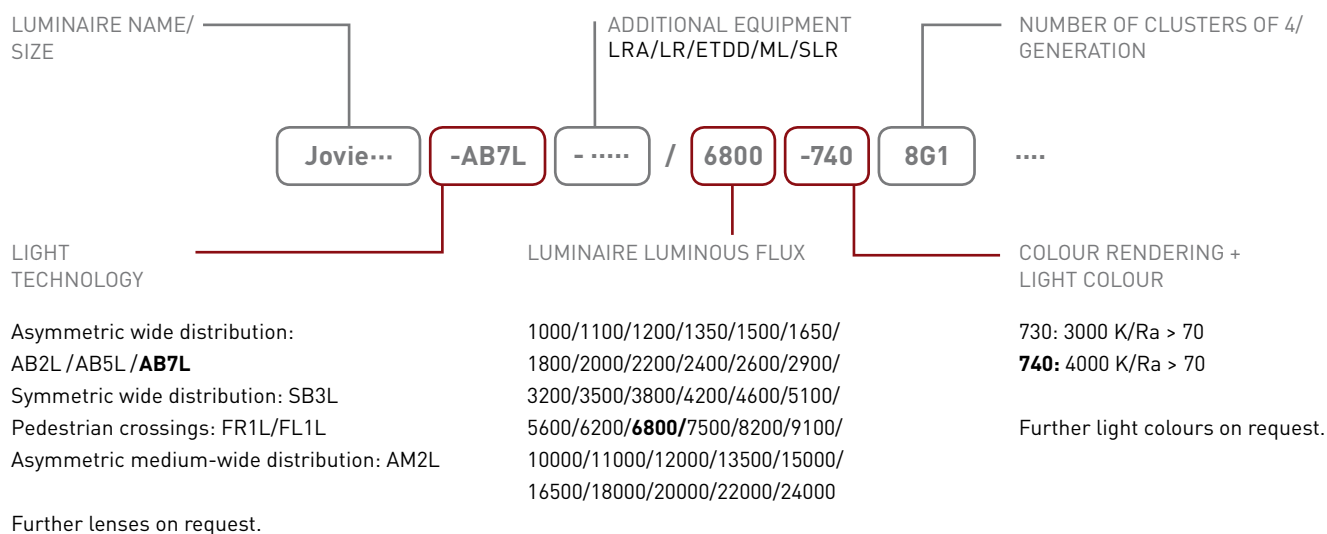 LUMINAIRE NAME/
SIZE
ADDITIONAL EQUIPMENT
LRA/LR/ETDD/ML/SLR
NUMBER OF CLUSTERS OF 4/
GENERATION
Jovie··· -AB7L - ····· / 6800 -740 8G1 ····
LIGHT
TECHNOLOGY
Asymmetric wide distribution:
AB2L /AB5L /AB7L
Symmetric wide distribution: SB3L
Pedestrian crossings: FR1L/FL1L
Asymmetric medium-wide distribution: AM2L
Further lenses on request.
LUMINAIRE LUMINOUS FLUX
1000/1100/1200/1350/1500/1650/
1800/2000/2200/2400/2600/2900/
3200/3500/3800/4200/4600/5100/
5600/6200/6800/7500/8200/9100/
10000/11000/12000/13500/15000/
16500/18000/20000/22000/24000
COLOUR RENDERING +
LIGHT COLOUR
730: 3000 K/Ra > 70
740: 4000 K/Ra > 70
Further light colours on request.